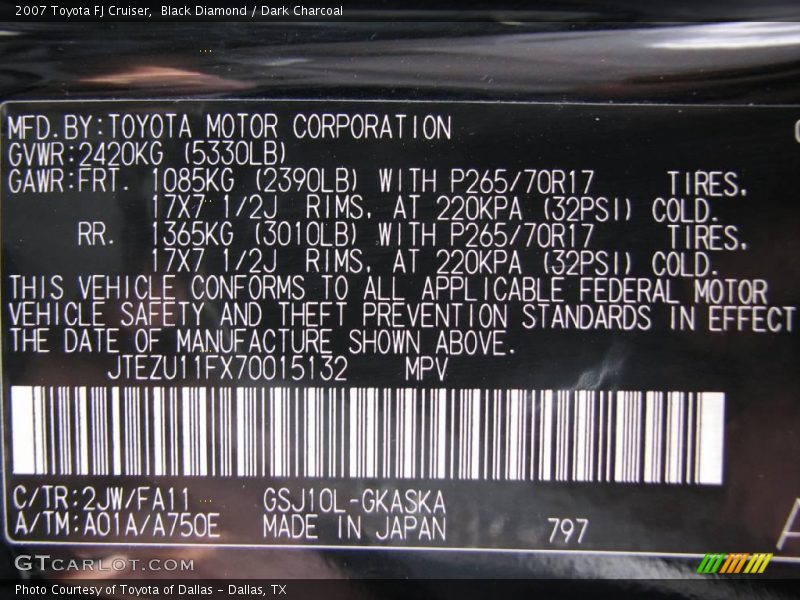 2007 Toyota FJ Cruiser, Black Diamond / Dark Charcoal
MFD.BY:TOYOTA MOTOR CORPORATION
GVWR:2420KG (5330LB)
GAWR:FRT. 1085KG (2390LB) WITH P265/70R17 TIRES,
17X7 1/2J RIMS, AT 220KPA (32PSI) COLD.
RR. 1365KG (3010LB) WITH P265/70R17 TIRES,
17X7 1/2J RIMS, AT 220KPA (32PSI) COLD.
THIS VEHICLE CONFORMS TO ALL APPLICABLE FEDERAL MOTOR
VEHICLE SAFETY AND THEFT PREVENTION STANDARDS IN EFFECT
THE DATE OF MANUFACTURE SHOWN ABOVE.
JTEZU11FX70015132 MPV
C/TR:2JW/FA11 GSJ10L-GKASKA
A/TM:A01A/A750E MADE IN JAPAN 797
GTCARLOT.COM
Photo Courtesy of Toyota of Dallas - Dallas, TX